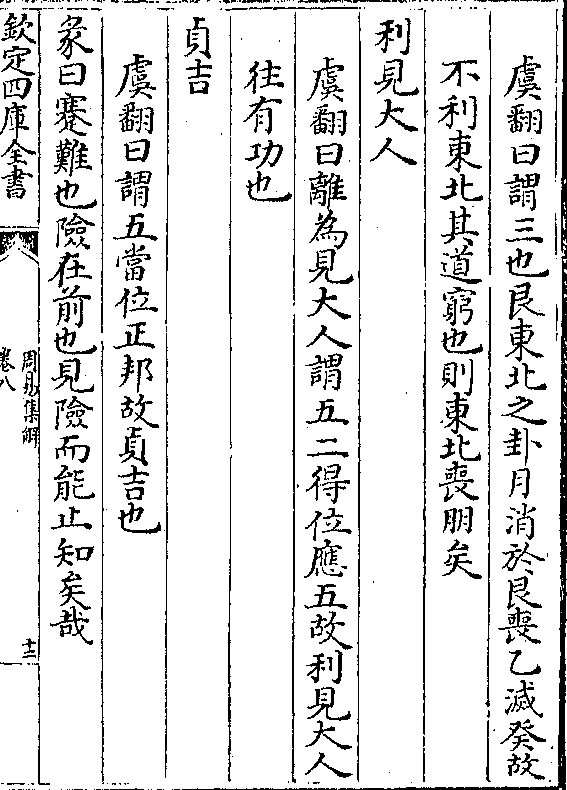 虞翻曰謂三也艮東北之卦月消於艮喪乙滅癸故
不利東北其道窮也則東北喪朋矣
利見大人
虞翻曰離為見大人謂五二得位應五故利見大人
往有功也
貞吉
虞翻曰謂五當位正邦故貞吉也
彖曰蹇難也險在前也見險而能止知矣哉
欽定四庫全書
周易集解
卷八
十三